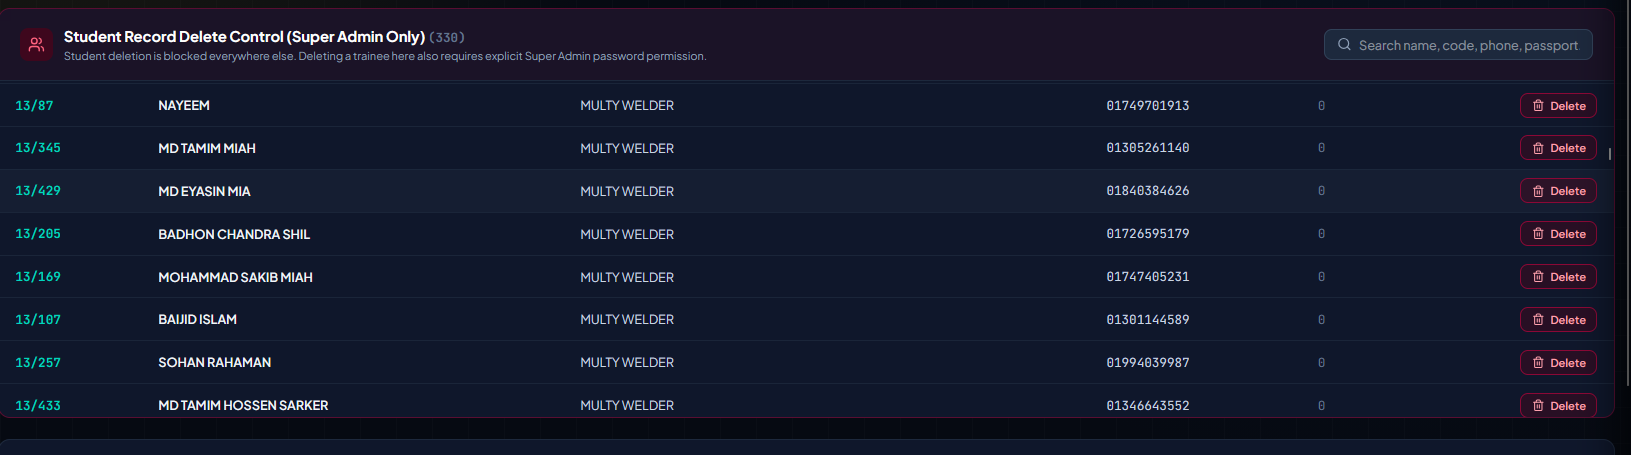 Student Record Delete Control (Super Admin Only) (330)
Student deletion is blocked everywhere else. Deleting a trainee here also requires explicit Super Admin password permission.
Search name, code, phone, passport
13/87 NAYEEM MULTY WELDER 01749701913 0 Delete
13/345 MD TAMIM MIAH MULTY WELDER 01305261140 0 Delete
13/429 MD EYASIN MIA MULTY WELDER 01840384626 0 Delete
13/205 BADHON CHANDRA SHIL MULTY WELDER 01726595179 0 Delete
13/169 MOHAMMAD SAKIB MIAH MULTY WELDER 01747405231 0 Delete
13/107 BAIJID ISLAM MULTY WELDER 01301144589 0 Delete
13/257 SOHAN RAHAMAN MULTY WELDER 01994039987 0 Delete
13/433 MD TAMIM HOSSEN SARKER MULTY WELDER 01346643552 0 Delete